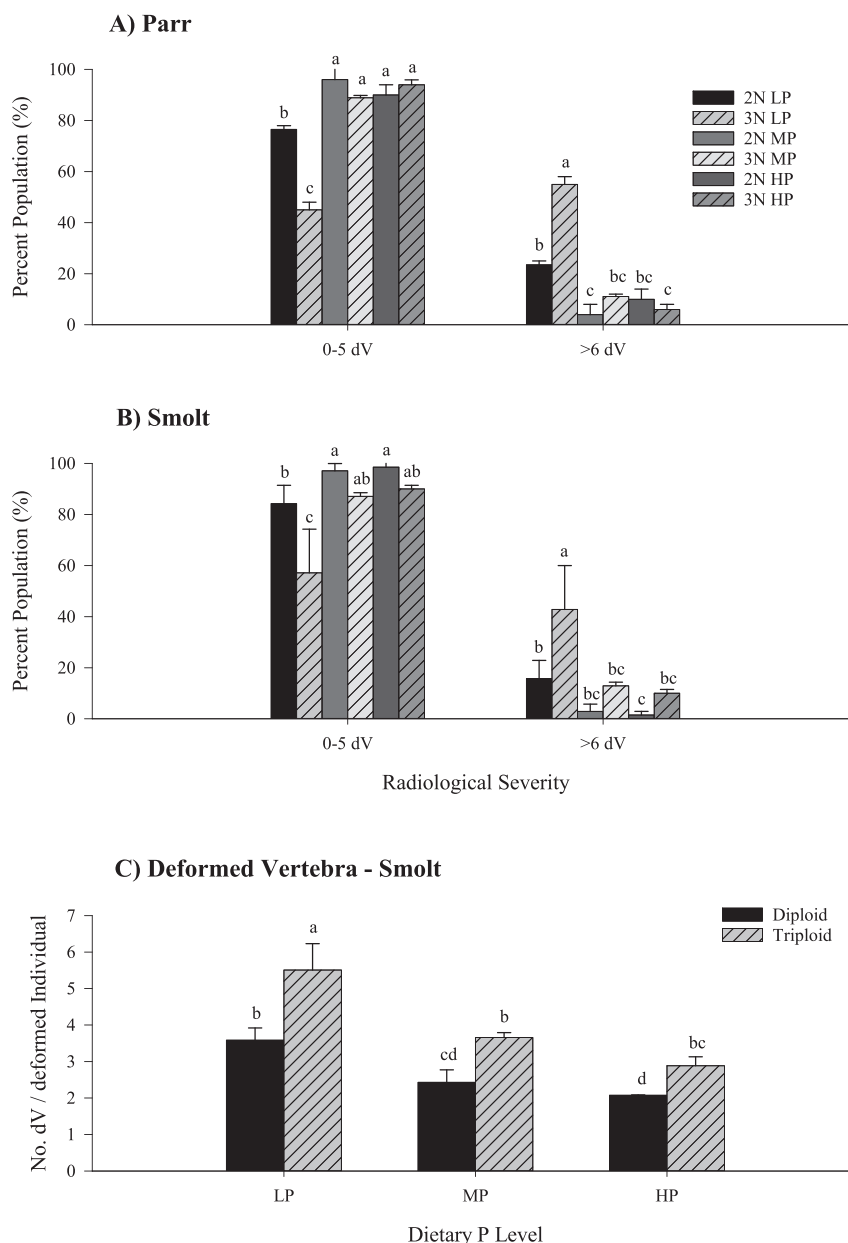 A) Parr
Percent Population (%)
100
80
60
40
20
0
b
c
a
a
a
a
b
a
c
bc
bc
c
0-5 dV
>6 dV
2N LP
3N LP
2N MP
3N MP
2N HP
3N HP
B) Smolt
Percent Population (%)
100
80
60
40
20
0
b
c
a
ab
a
ab
b
a
bc
bc
c
bc
0-5 dV
>6 dV
Radiological Severity
C) Deformed Vertebra - Smolt
No. dV / deformed Individual
7
6
5
4
3
2
1
0
b
a
cd
b
d
bc
Diploid
Triploid
LP
MP
HP
Dietary P Level